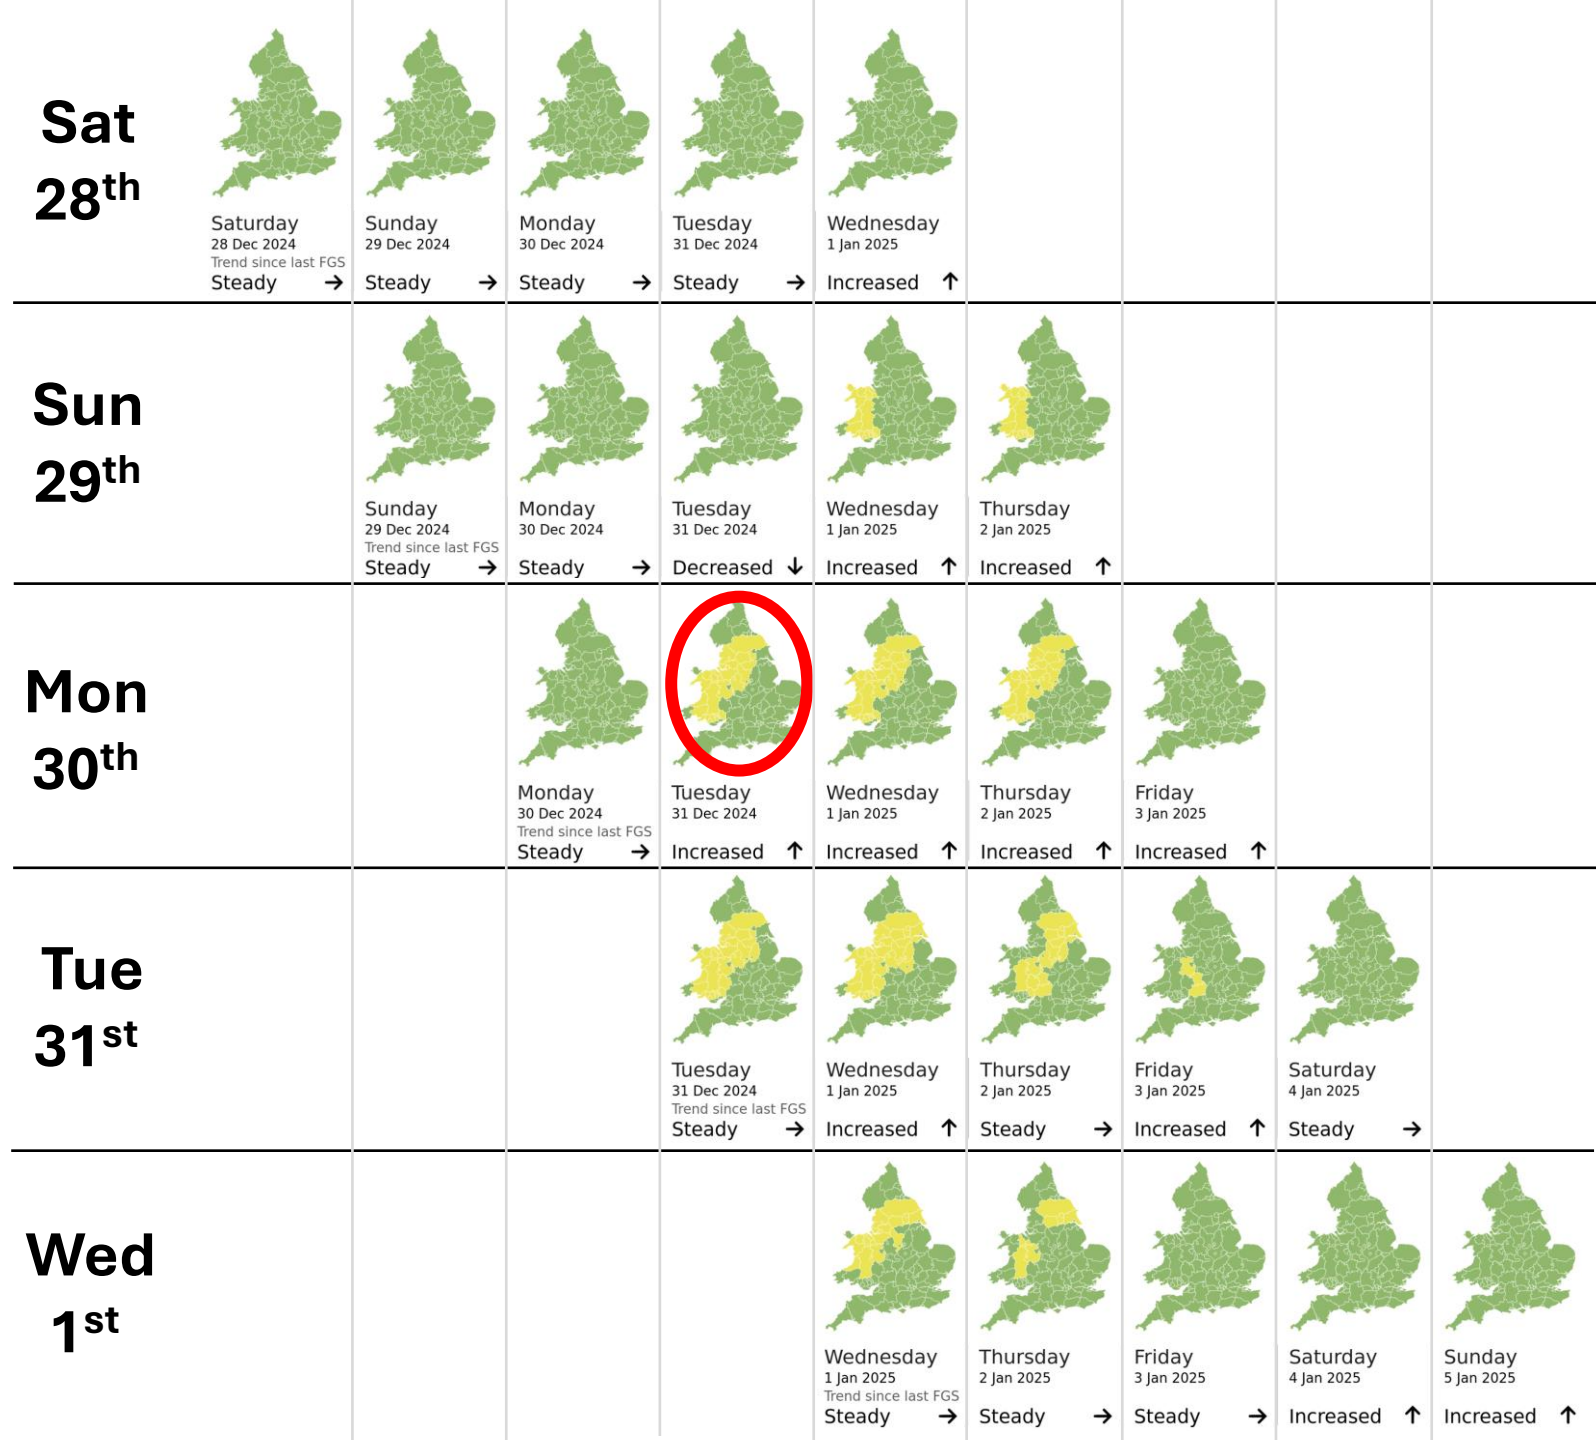 Sat
28th
Saturday
28 Dec 2024
Trend since last FGS
Steady →
Sunday
29 Dec 2024
Steady →
Monday
30 Dec 2024
Steady →
Tuesday
31 Dec 2024
Steady →
Wednesday
1 Jan 2025
Increased ↑
Sun
29th
Sunday
29 Dec 2024
Trend since last FGS
Steady →
Monday
30 Dec 2024
Steady →
Tuesday
31 Dec 2024
Decreased ↓
Wednesday
1 Jan 2025
Increased ↑
Thursday
2 Jan 2025
Increased ↑
Mon
30th
Monday
30 Dec 2024
Trend since last FGS
Steady →
Tuesday
31 Dec 2024
Increased ↑
Wednesday
1 Jan 2025
Increased ↑
Thursday
2 Jan 2025
Increased ↑
Friday
3 Jan 2025
Increased ↑
Tue
31st
Tuesday
31 Dec 2024
Trend since last FGS
Steady →
Wednesday
1 Jan 2025
Increased ↑
Thursday
2 Jan 2025
Steady →
Friday
3 Jan 2025
Increased ↑
Saturday
4 Jan 2025
Steady →
Wed
1st
Wednesday
1 Jan 2025
Trend since last FGS
Steady →
Thursday
2 Jan 2025
Steady →
Friday
3 Jan 2025
Steady →
Saturday
4 Jan 2025
Increased ↑
Sunday
5 Jan 2025
Increased ↑